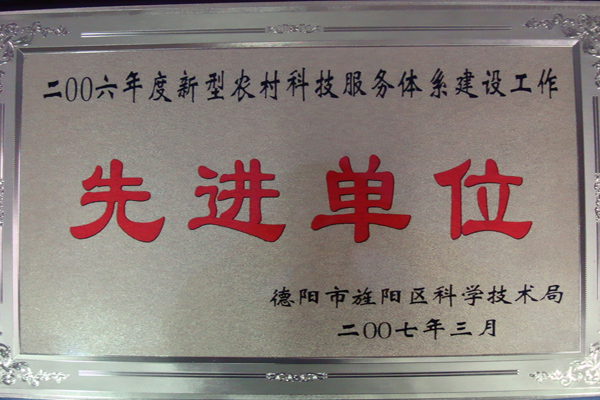 二00六年度新型农村科技服务体系建设工作
先进单位
德阳市旌阳区科学技术局
二00七年三月